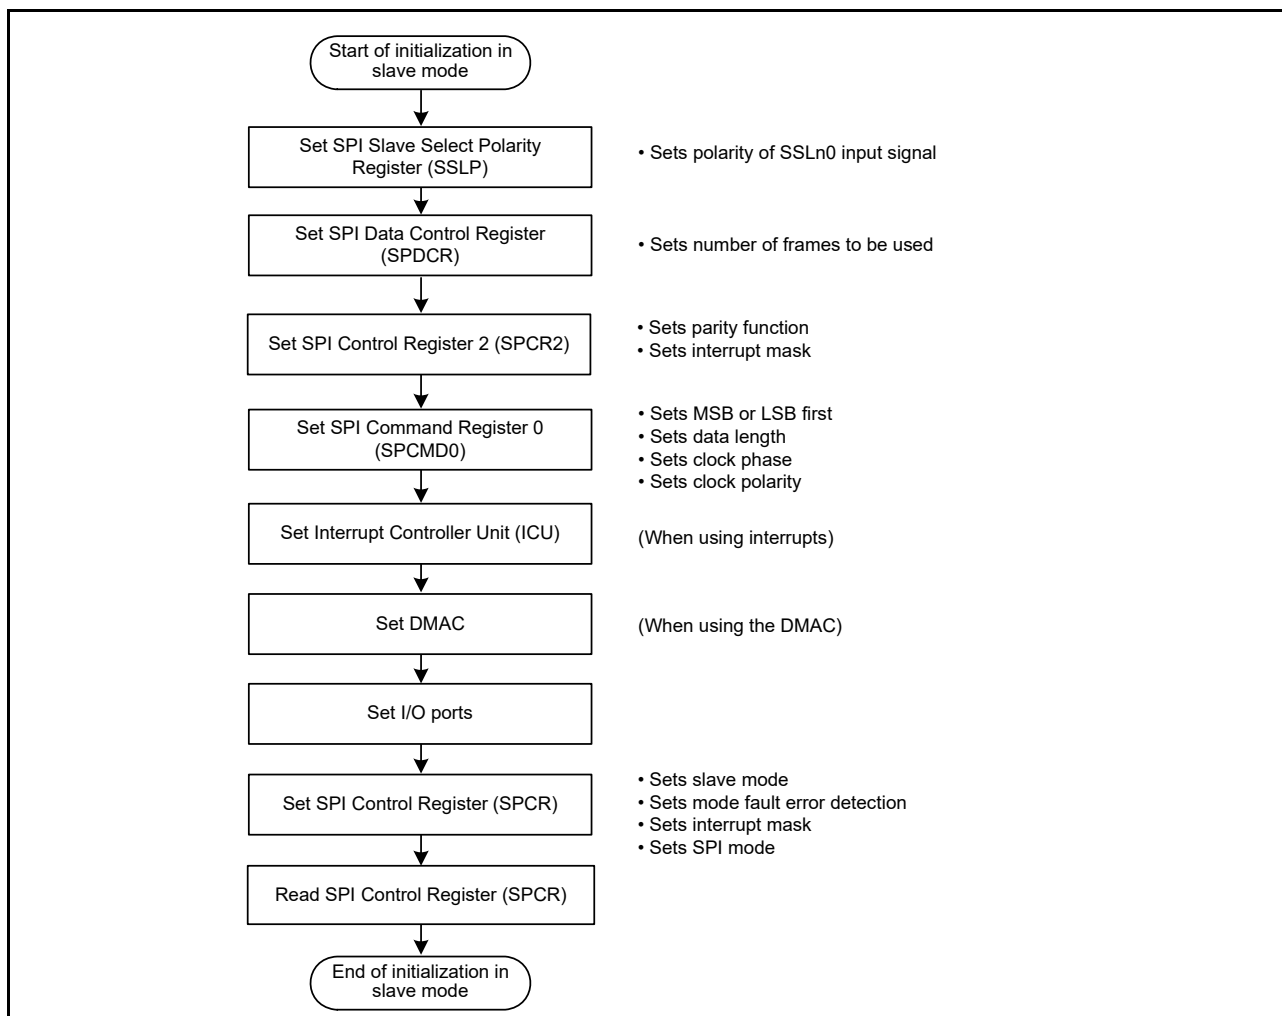 Start of initialization in
slave mode
Set SPI Slave Select Polarity
Register (SSLP)
• Sets polarity of SSLn0 input signal
Set SPI Data Control Register
(SPDCR)
• Sets number of frames to be used
Set SPI Control Register 2 (SPCR2)
• Sets parity function
• Sets interrupt mask
Set SPI Command Register 0
(SPCMD0)
• Sets MSB or LSB first
• Sets data length
• Sets clock phase
• Sets clock polarity
Set Interrupt Controller Unit (ICU)
(When using interrupts)
Set DMAC
(When using the DMAC)
Set I/O ports
Set SPI Control Register (SPCR)
• Sets slave mode
• Sets mode fault error detection
• Sets interrupt mask
• Sets SPI mode
Read SPI Control Register (SPCR)
End of initialization in
slave mode